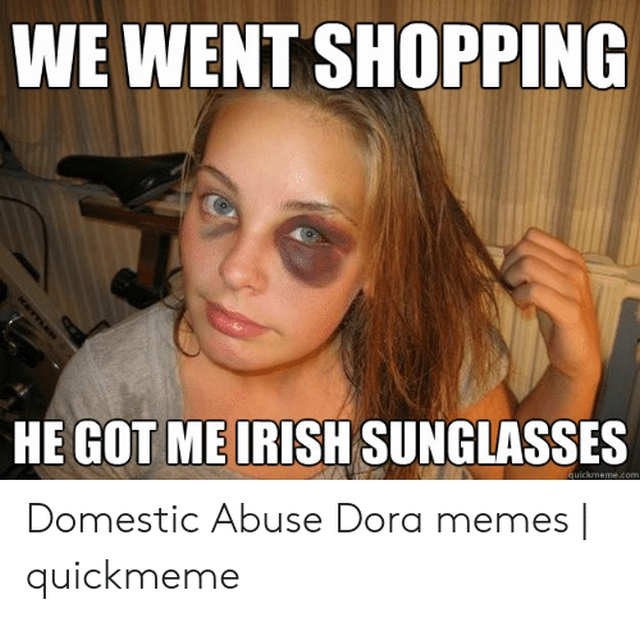 WE WENT SHOPPING
HE GOT ME IRISH SUNGLASSES
quickmeme.com
Domestic Abuse Dora memes |
quickmeme